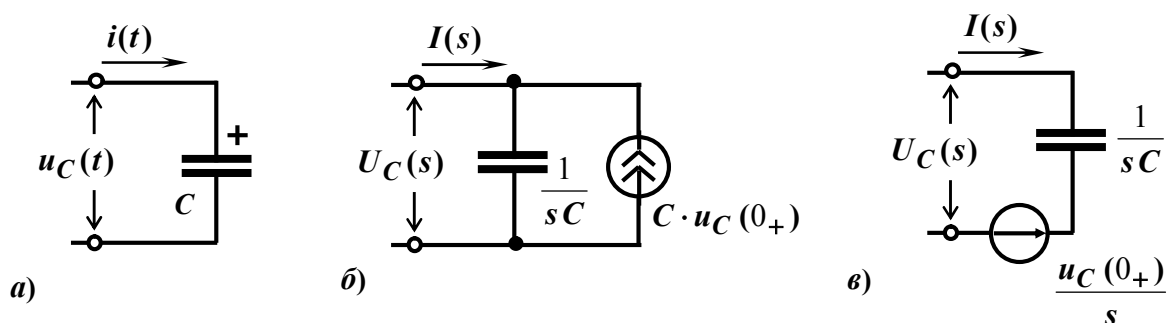 i(t)
+
u_C(t)
C
а)
I(s)
U_C(s)
1
sC
C · u_C(0₊)
б)
I(s)
U_C(s)
1
sC
u_C(0₊)
s
в)